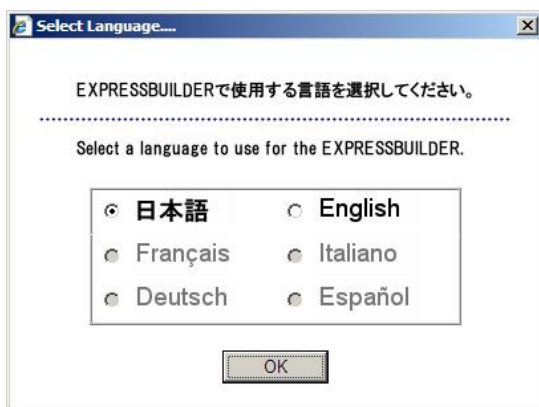 Select Language....
EXPRESSBUILDERで使用する言語を選択してください。
Select a language to use for the EXPRESSBUILDER.
日本語 English
Français Italiano
Deutsch Español
OK